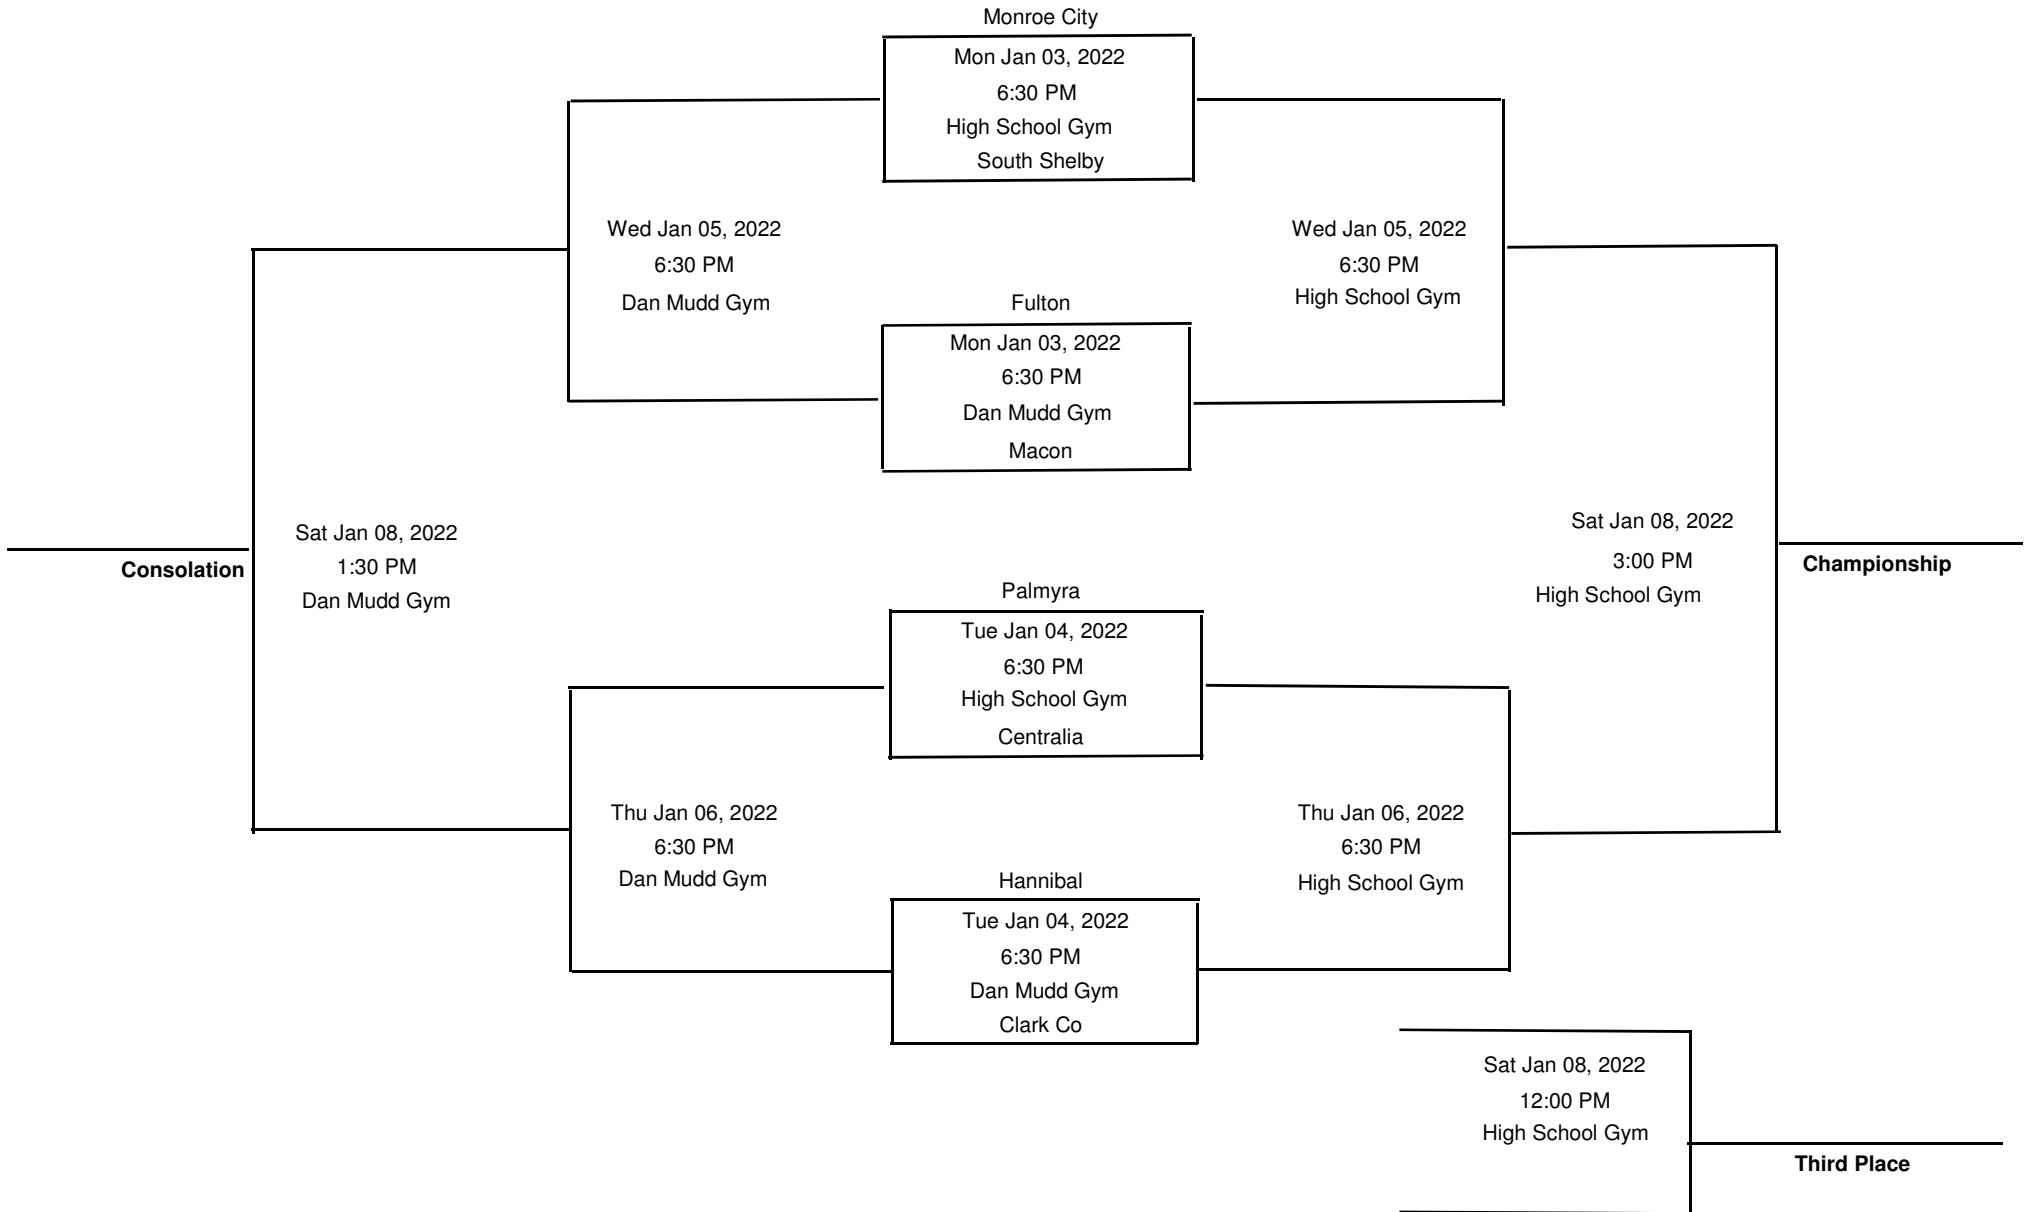 Monroe City
Mon Jan 03, 2022
6:30 PM
High School Gym
South Shelby
Wed Jan 05, 2022
6:30 PM
Dan Mudd Gym
Wed Jan 05, 2022
6:30 PM
High School Gym
Fulton
Mon Jan 03, 2022
6:30 PM
Dan Mudd Gym
Macon
Sat Jan 08, 2022
1:30 PM
Dan Mudd Gym
Consolation
Sat Jan 08, 2022
3:00 PM
High School Gym
Championship
Palmyra
Tue Jan 04, 2022
6:30 PM
High School Gym
Centralia
Thu Jan 06, 2022
6:30 PM
Dan Mudd Gym
Thu Jan 06, 2022
6:30 PM
High School Gym
Hannibal
Tue Jan 04, 2022
6:30 PM
Dan Mudd Gym
Clark Co
Sat Jan 08, 2022
12:00 PM
High School Gym
Third Place